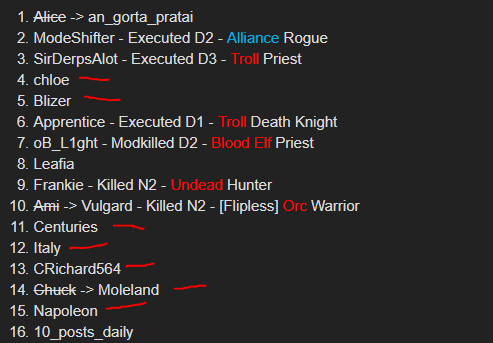 1. Alice -> an_gorta_pratai
2. ModeShifter - Executed D2 - Alliance Rogue
3. SirDerpsAlot - Executed D3 - Troll Priest
4. chloe
5. Blizer
6. Apprentice - Executed D1 - Troll Death Knight
7. oB_L1ght - Modkilled D2 - Blood Elf Priest
8. Leafia
9. Frankie - Killed N2 - Undead Hunter
10. Ami -> Vulgard - Killed N2 - [Flipless] Orc Warrior
11. Centuries
12. Italy
13. CRichard564
14. Chuck -> Moleland
15. Napoleon
16. 10_posts_daily